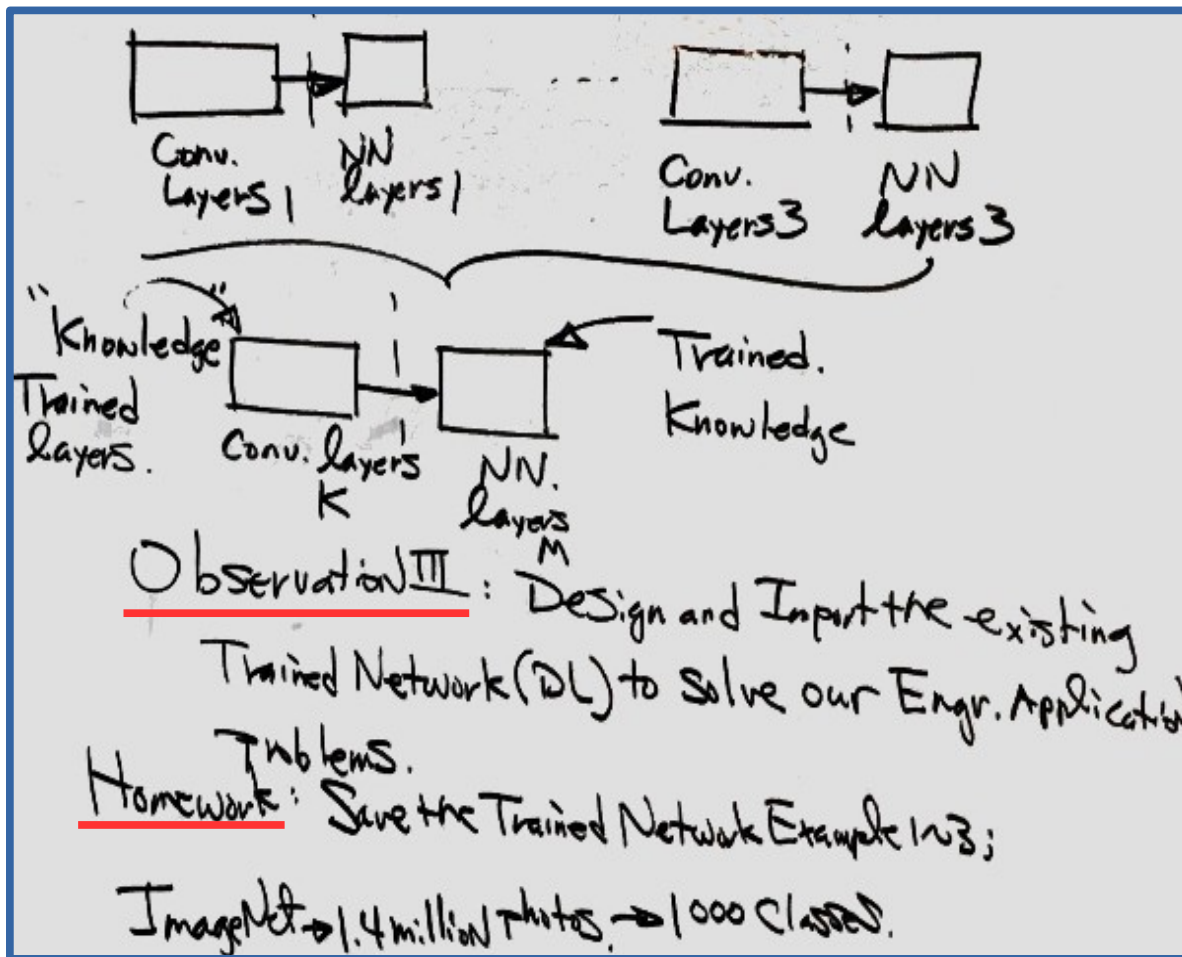 Conv. Layers 1
NN layers 1
....
Conv. Layers 3
NN layers 3
"Knowledge"
Trained layers.
Conv. layers K
NN. layers M
Trained. Knowledge
Observation III : Design and Inport the existing
Trained Network (DL) to Solve our Engr. Application
Problems.
Homework : Save the Trained Network Example 1~3;
ImageNet → 1.4 million photos → 1000 Classes.